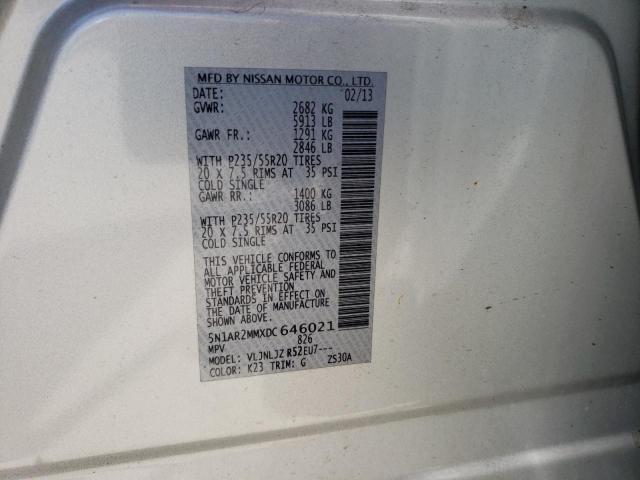 MFD BY NISSAN MOTOR CO., LTD.
DATE: 02/13
GVWR: 2682 KG
5913 LB
GAWR FR.: 1291 KG
2846 LB
WITH P235/55R20 TIRES
20 X 7.5 RIMS AT 35 PSI
COLD SINGLE
GAWR RR.: 1400 KG
3086 LB
WITH P235/55R20 TIRES
20 X 7.5 RIMS AT 35 PSI
COLD SINGLE
THIS VEHICLE CONFORMS TO
ALL APPLICABLE FEDERAL
MOTOR VEHICLE SAFETY AND
THEFT PREVENTION
STANDARDS IN EFFECT ON
THE DATE OF MANUFACTURE
SHOWN ABOVE.
5N1AR2MMXDC 646021
MPV 826
MODEL: VLJNLJZ R52EU7---
COLOR: K23 TRIM: G ZS30A